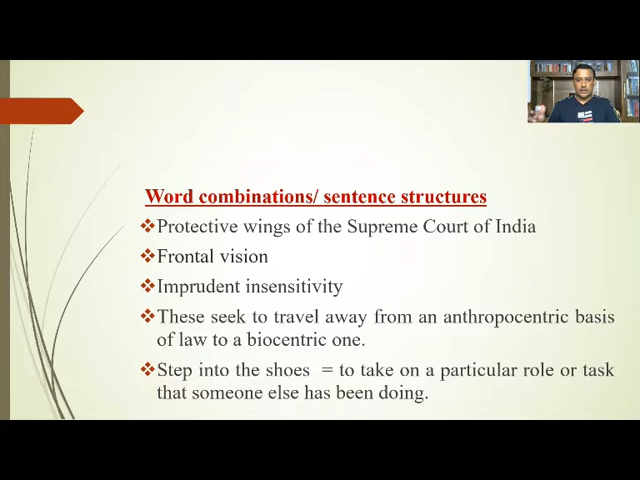 Word combinations/ sentence structures
❖Protective wings of the Supreme Court of India
❖Frontal vision
❖Imprudent insensitivity
❖These seek to travel away from an anthropocentric basis
of law to a biocentric one.
❖Step into the shoes = to take on a particular role or task
that someone else has been doing.